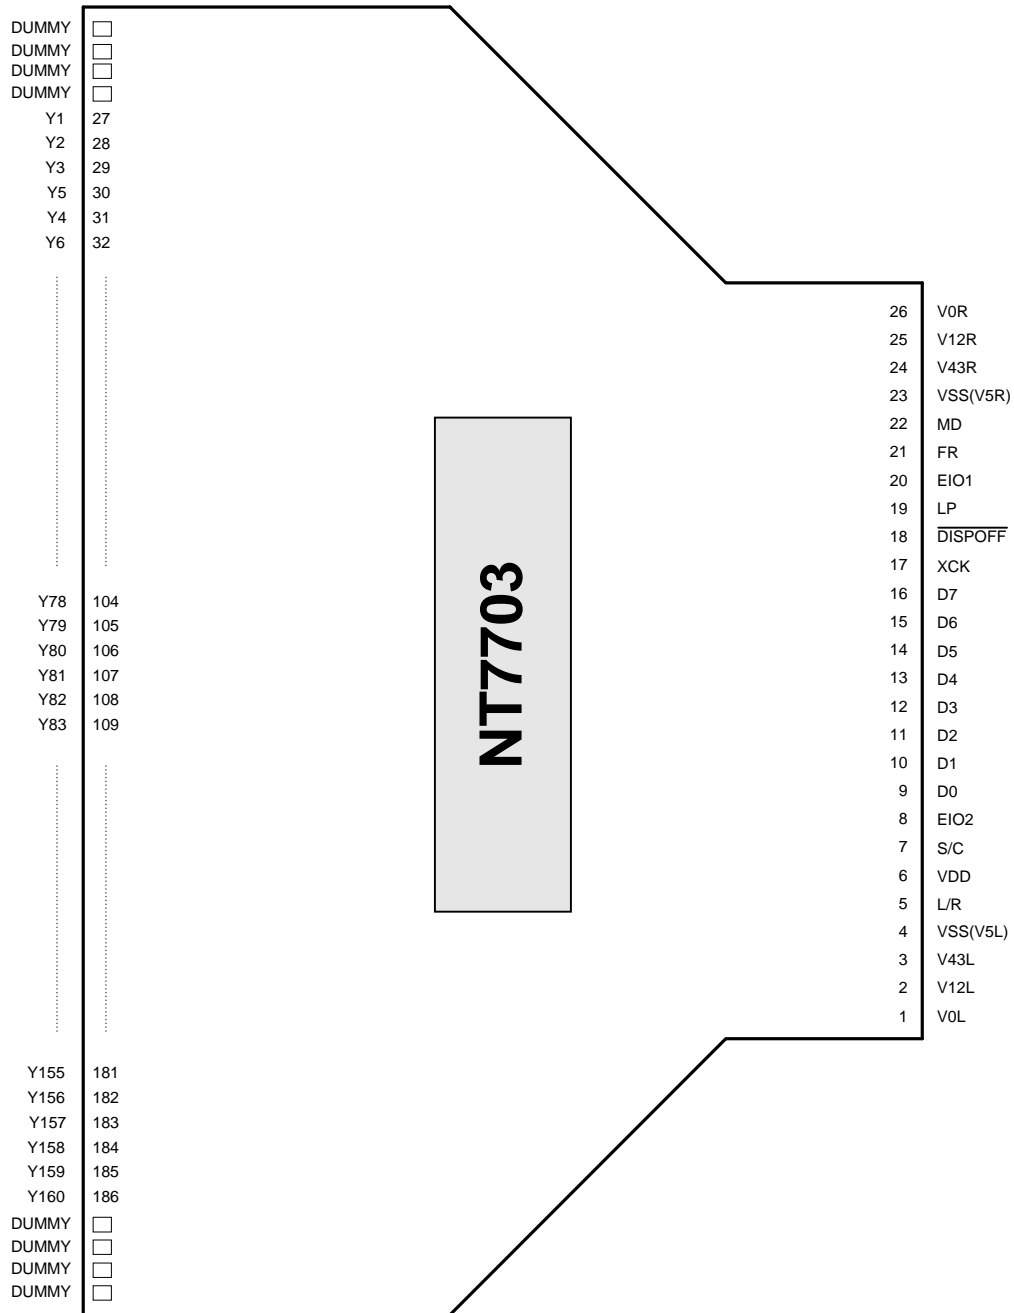 DUMMY
DUMMY
DUMMY
DUMMY
Y1 27
Y2 28
Y3 29
Y5 30
Y4 31
Y6 32
Y78 104
Y79 105
Y80 106
Y81 107
Y82 108
Y83 109
Y155 181
Y156 182
Y157 183
Y158 184
Y159 185
Y160 186
DUMMY
DUMMY
DUMMY
DUMMY
NT7703
26 V0R
25 V12R
24 V43R
23 VSS(V5R)
22 MD
21 FR
20 EIO1
19 LP
18 DISPOFF
17 XCK
16 D7
15 D6
14 D5
13 D4
12 D3
11 D2
10 D1
9 D0
8 EIO2
7 S/C
6 VDD
5 L/R
4 VSS(V5L)
3 V43L
2 V12L
1 V0L